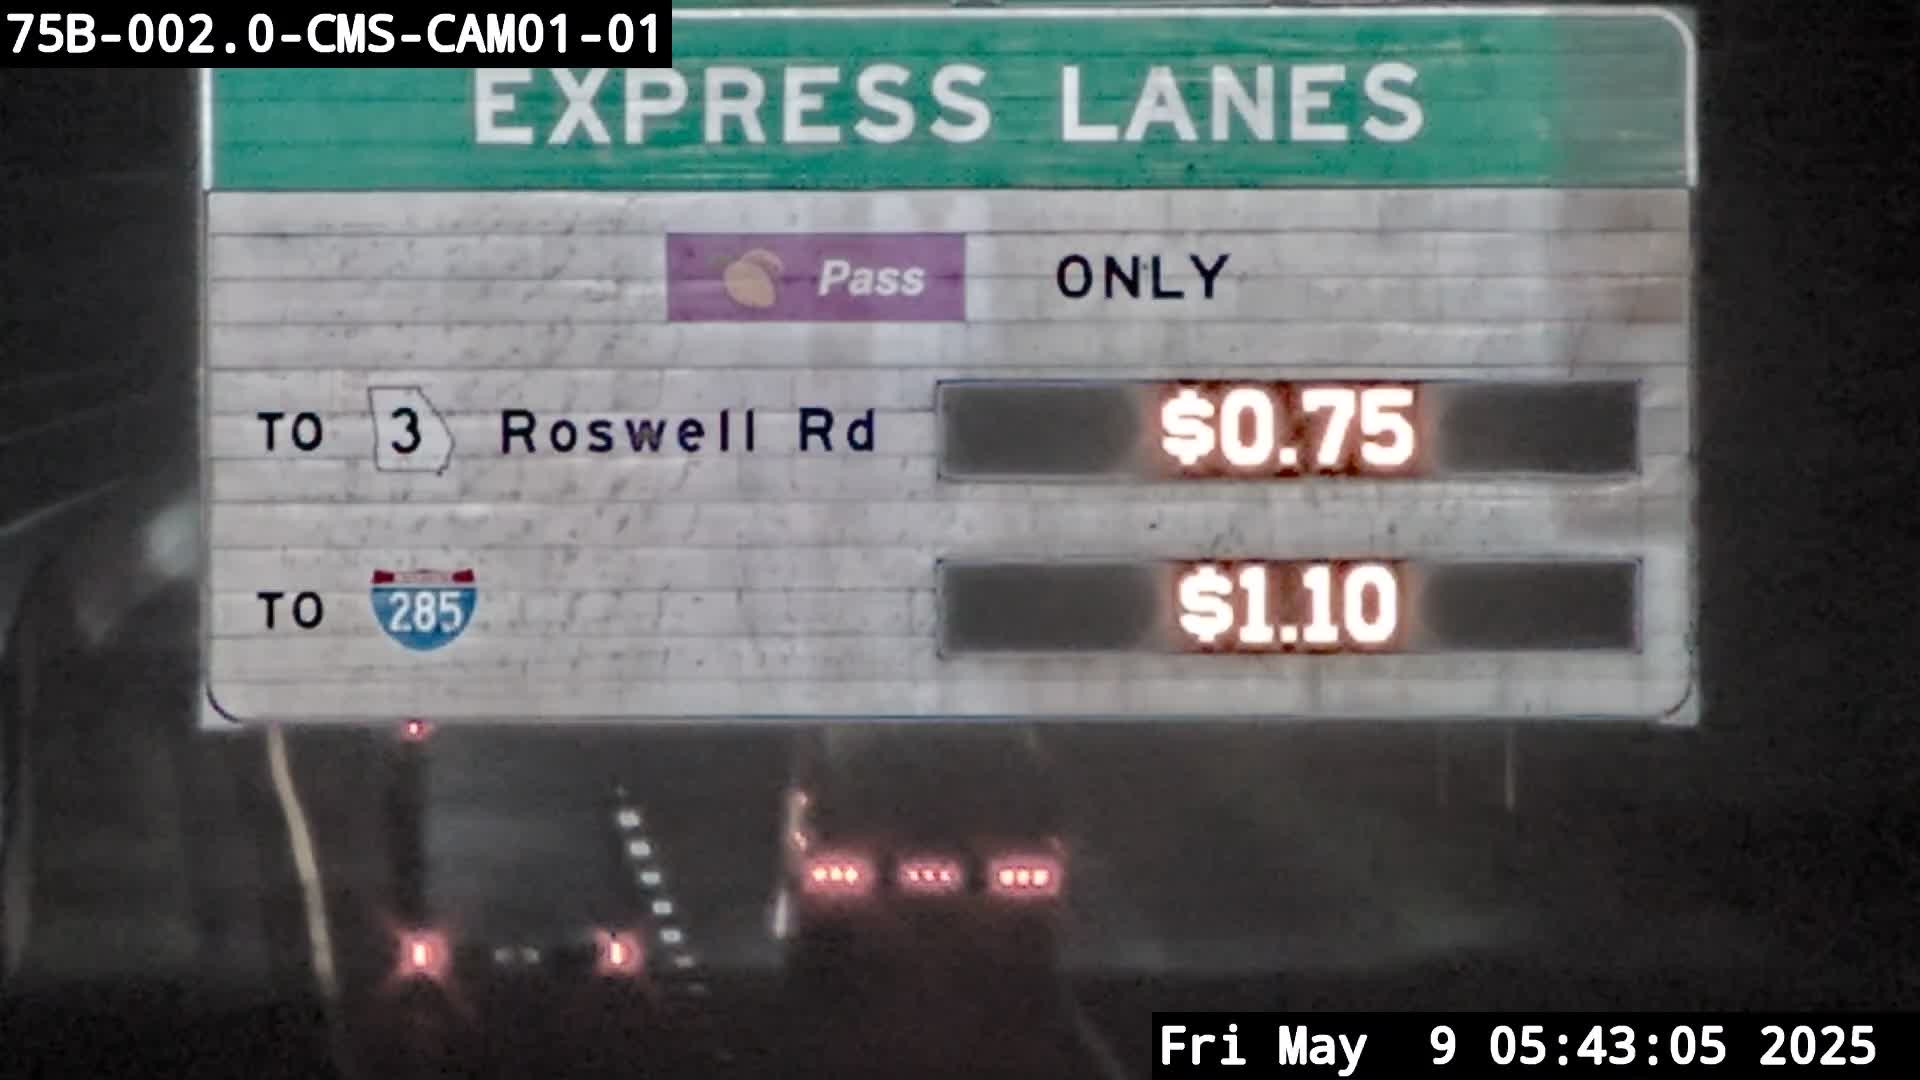 75B-002.0-CMS-CAM01-01
EXPRESS LANES
Pass ONLY
TO 3 Roswell Rd $0.75
TO 285 $1.10
Fri May 9 05:43:05 2025